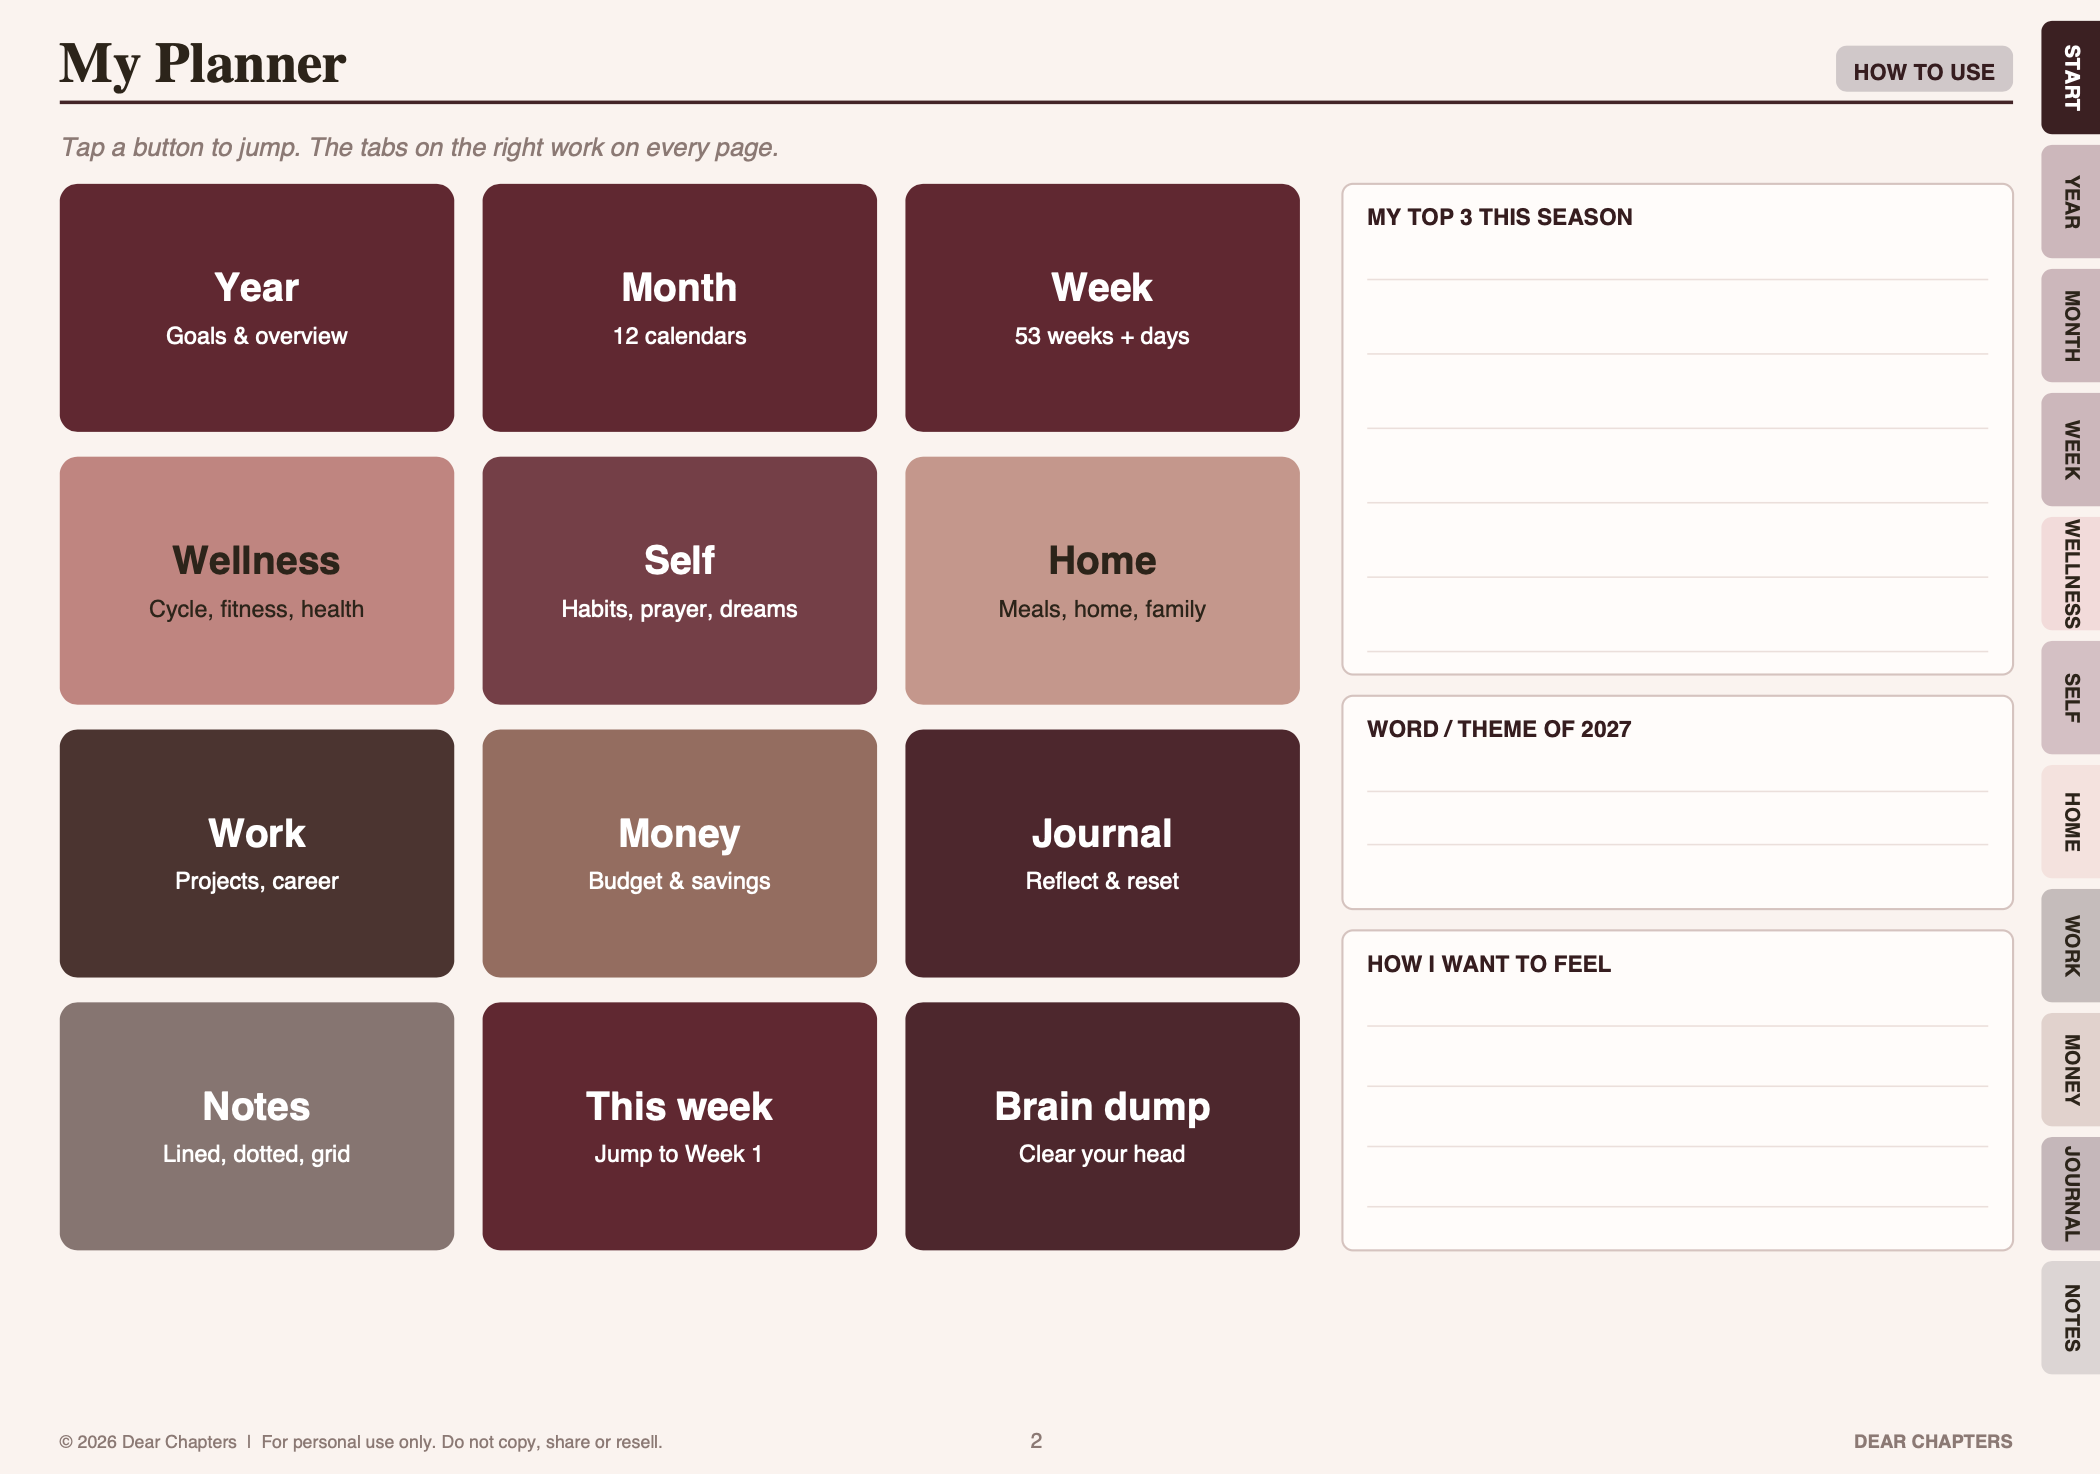 My Planner
HOW TO USE
Tap a button to jump. The tabs on the right work on every page.
Year
Goals & overview
Month
12 calendars
Week
53 weeks + days
Wellness
Cycle, fitness, health
Self
Habits, prayer, dreams
Home
Meals, home, family
Work
Projects, career
Money
Budget & savings
Journal
Reflect & reset
Notes
Lined, dotted, grid
This week
Jump to Week 1
Brain dump
Clear your head
MY TOP 3 THIS SEASON
WORD / THEME OF 2027
HOW I WANT TO FEEL
START
YEAR
MONTH
WEEK
WELLNESS
SELF
HOME
WORK
MONEY
JOURNAL
NOTES
© 2026 Dear Chapters | For personal use only. Do not copy, share or resell.
2
DEAR CHAPTERS